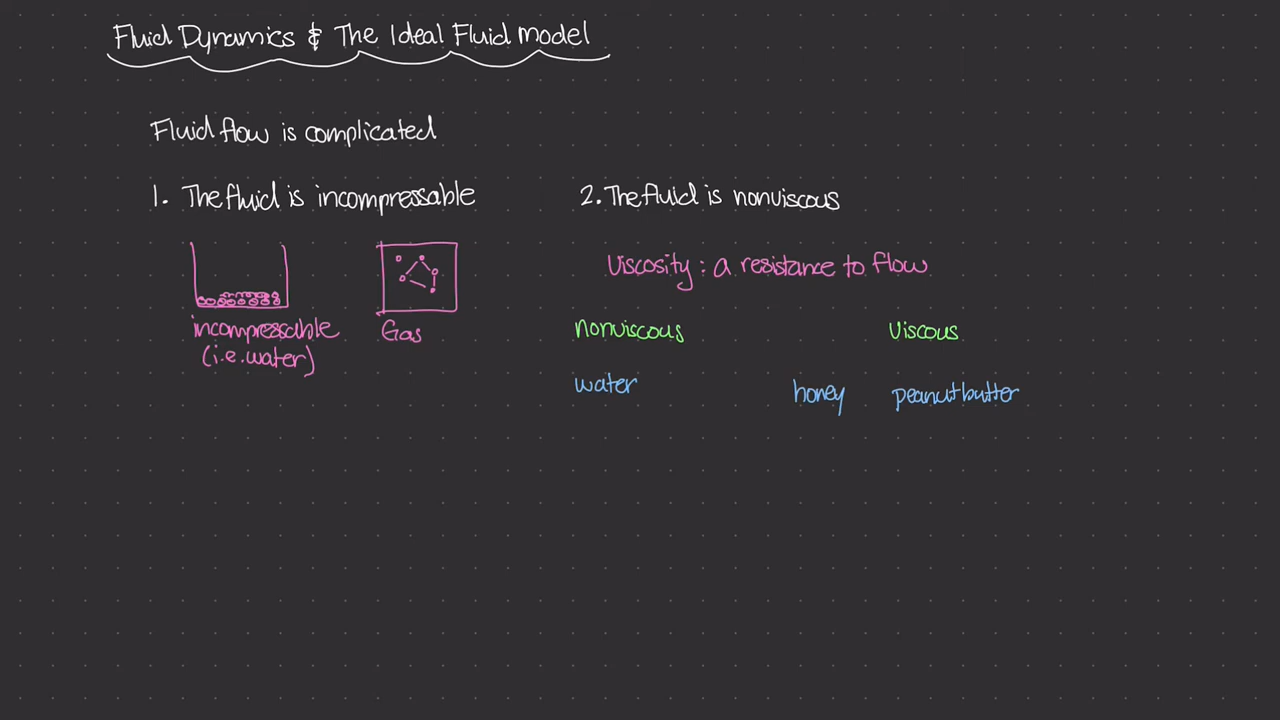 Fluid Dynamics & The Ideal Fluid model
Fluid flow is complicated
1. The fluid is incompressable
incompressable
(i.e. water)
Gas
2. The fluid is nonviscous
Viscosity : a resistance to flow
nonviscous viscous
water honey peanut butter